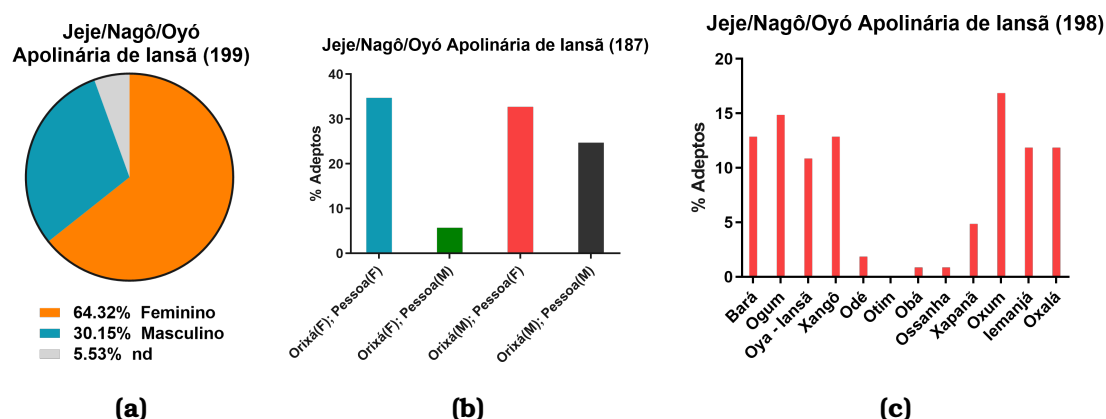 Jeje/Nagô/Oyó
Apolinária de Iansã (199)
64.32% Feminino
30.15% Masculino
5.53% nd
(a)
Jeje/Nagô/Oyó Apolinária de Iansã (187)
% Adeptos
40
30
20
10
0
Orixá(F); Pessoa(F)
Orixá(F); Pessoa(M)
Orixá(M); Pessoa(F)
Orixá(M); Pessoa(M)
(b)
Jeje/Nagô/Oyó Apolinária de Iansã (198)
% Adeptos
20
15
10
5
0
Bará
Ogum
Oya - Iansã
Xangô
Odé
Otim
Obá
Ossanha
Xapanã
Oxum
Iemanjá
Oxalá
(c)